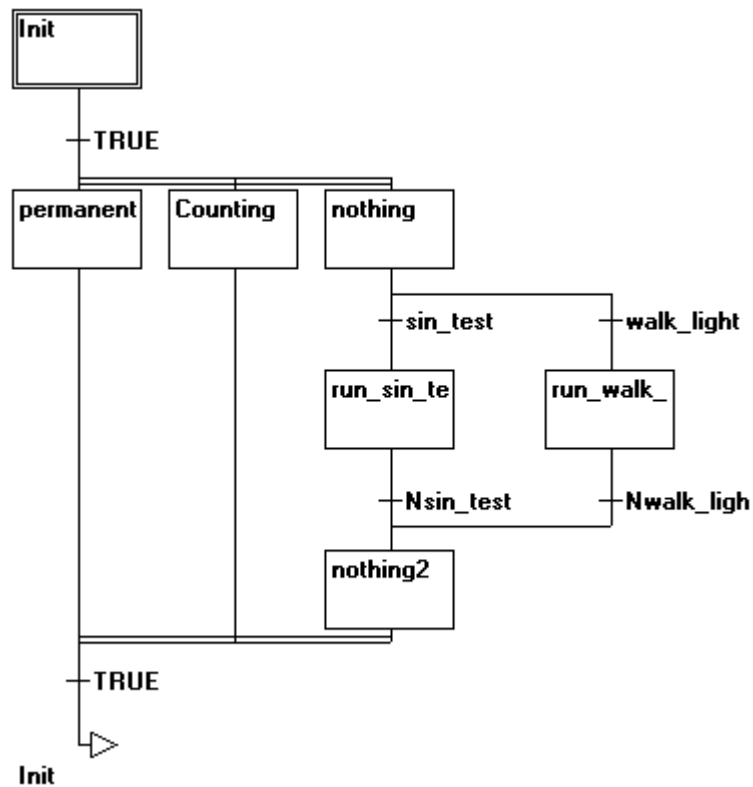 Init
TRUE
permanent Counting nothing
sin_test walk_light
run_sin_te run_walk_
Nsin_test Nwalk_ligh
nothing2
TRUE
Init